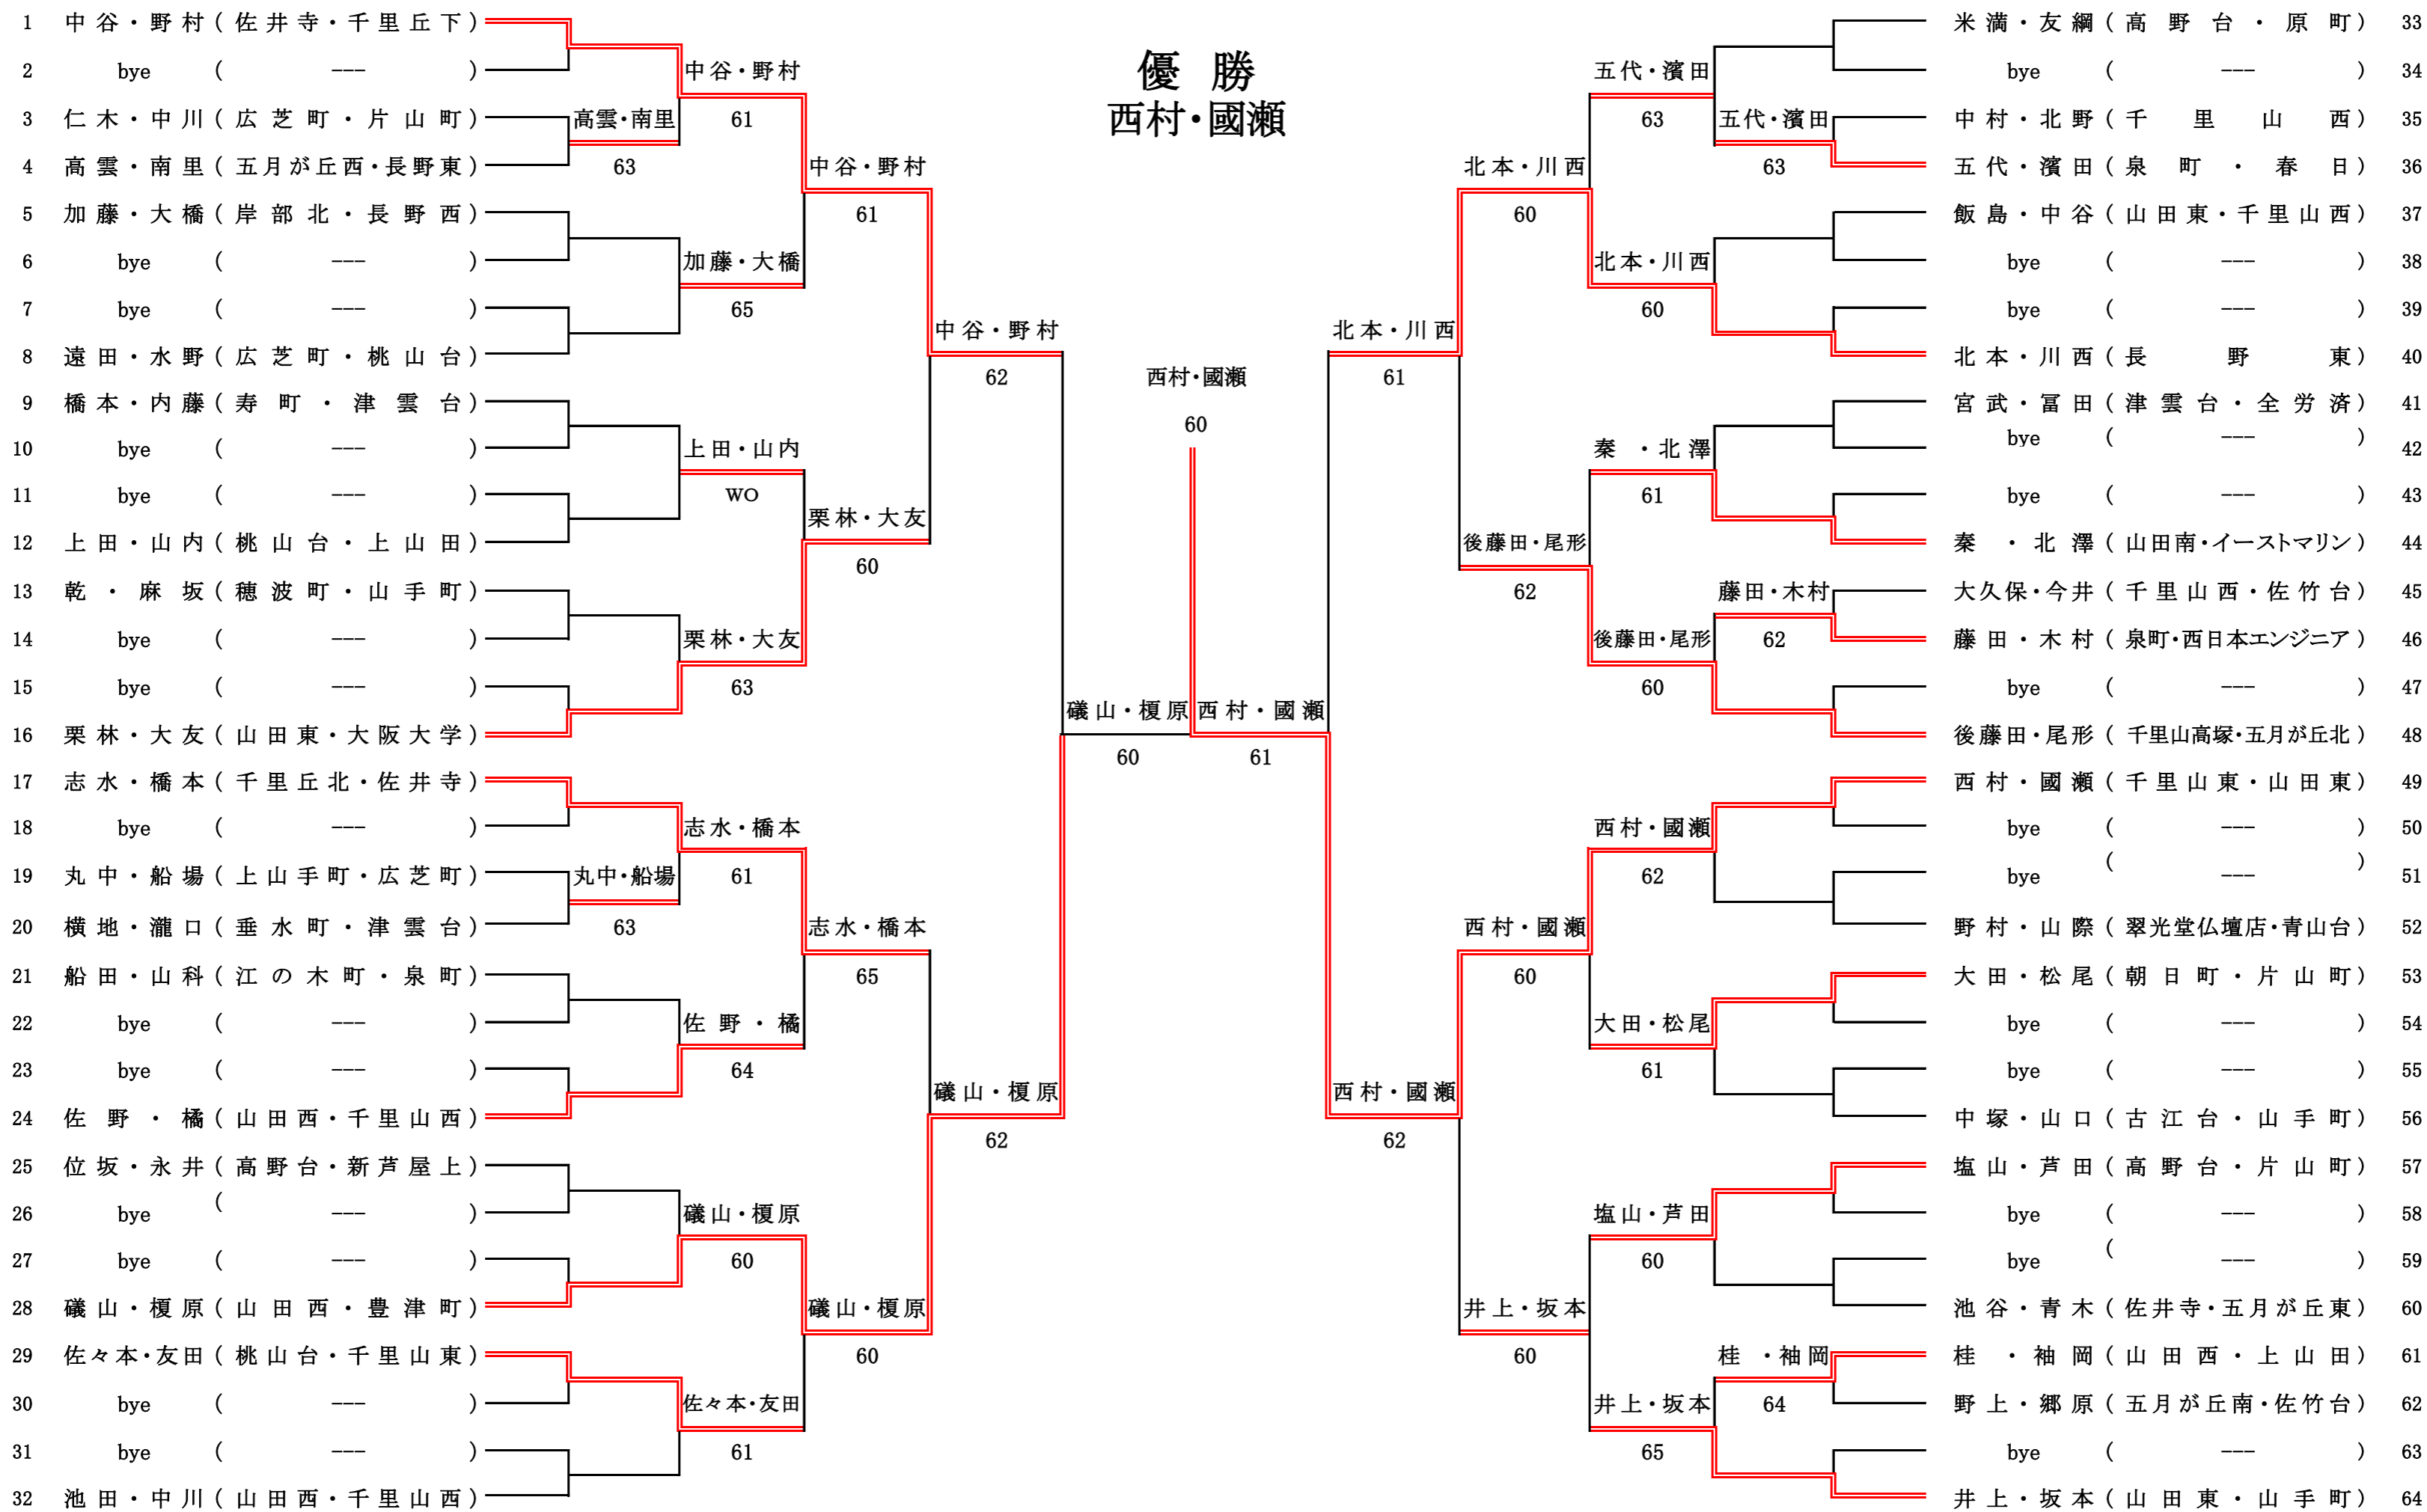 優 勝
西村・國瀬
1 中谷・野村 ( 佐井寺・千里丘下 )
2 bye ( --- )
3 仁木・中川 ( 広芝町・片山町 )
4 高雲・南里 ( 五月が丘西・長野東 )
5 加藤・大橋 ( 岸部北・長野西 )
6 bye ( --- )
7 bye ( --- )
8 遠田・水野 ( 広芝町・桃山台 )
9 橋本・内藤 ( 寿町・津雲台 )
10 bye ( --- )
11 bye ( --- )
12 上田・山内 ( 桃山台・上山田 )
13 乾・麻坂 ( 穂波町・山手町 )
14 bye ( --- )
15 bye ( --- )
16 栗林・大友 ( 山田東・大阪大学 )
17 志水・橋本 ( 千里丘北・佐井寺 )
18 bye ( --- )
19 丸中・船場 ( 上山手町・広芝町 )
20 横地・瀧口 ( 垂水町・津雲台 )
21 船田・山科 ( 江の木町・泉町 )
22 bye ( --- )
23 bye ( --- )
24 佐野・橘 ( 山田西・千里山西 )
25 位坂・永井 ( 高野台・新芦屋上 )
26 bye ( --- )
27 bye ( --- )
28 礒山・榎原 ( 山田西・豊津町 )
29 佐々本・友田 ( 桃山台・千里山東 )
30 bye ( --- )
31 bye ( --- )
32 池田・中川 ( 山田西・千里山西 )
高雲・南里
63
丸中・船場
63
中谷・野村
61
加藤・大橋
65
上田・山内
WO
栗林・大友
63
志水・橋本
61
佐野・橘
64
礒山・榎原
60
佐々本・友田
61
中谷・野村
61
栗林・大友
60
志水・橋本
65
礒山・榎原
60
中谷・野村
62
礒山・榎原
62
礒山・榎原
60
西村・國瀬
60
西村・國瀬
61
北本・川西
61
西村・國瀬
62
北本・川西
60
後藤田・尾形
62
西村・國瀬
60
井上・坂本
60
五代・濱田
63
北本・川西
60
秦・北澤
61
後藤田・尾形
60
西村・國瀬
62
大田・松尾
61
塩山・芦田
60
井上・坂本
65
五代・濱田
63
藤田・木村
62
桂・袖岡
64
米満・友綱 ( 高野台・原町 ) 33
bye ( --- ) 34
中村・北野 ( 千里山西 ) 35
五代・濱田 ( 泉町・春日 ) 36
飯島・中谷 ( 山田東・千里山西 ) 37
bye ( --- ) 38
bye ( --- ) 39
北本・川西 ( 長野東 ) 40
宮武・冨田 ( 津雲台・全労済 ) 41
bye ( --- ) 42
bye ( --- ) 43
秦・北澤 ( 山田南・イーストマリン ) 44
大久保・今井 ( 千里山西・佐竹台 ) 45
藤田・木村 ( 泉町・西日本エンジニア ) 46
bye ( --- ) 47
後藤田・尾形 ( 千里山高塚・五月が丘北 ) 48
西村・國瀬 ( 千里山東・山田東 ) 49
bye ( --- ) 50
bye ( --- ) 51
野村・山際 ( 翠光堂仏壇店・青山台 ) 52
大田・松尾 ( 朝日町・片山町 ) 53
bye ( --- ) 54
bye ( --- ) 55
中塚・山口 ( 古江台・山手町 ) 56
塩山・芦田 ( 高野台・片山町 ) 57
bye ( --- ) 58
bye ( --- ) 59
池谷・青木 ( 佐井寺・五月が丘東 ) 60
桂・袖岡 ( 山田西・上山田 ) 61
野上・郷原 ( 五月が丘南・佐竹台 ) 62
bye ( --- ) 63
井上・坂本 ( 山田東・山手町 ) 64